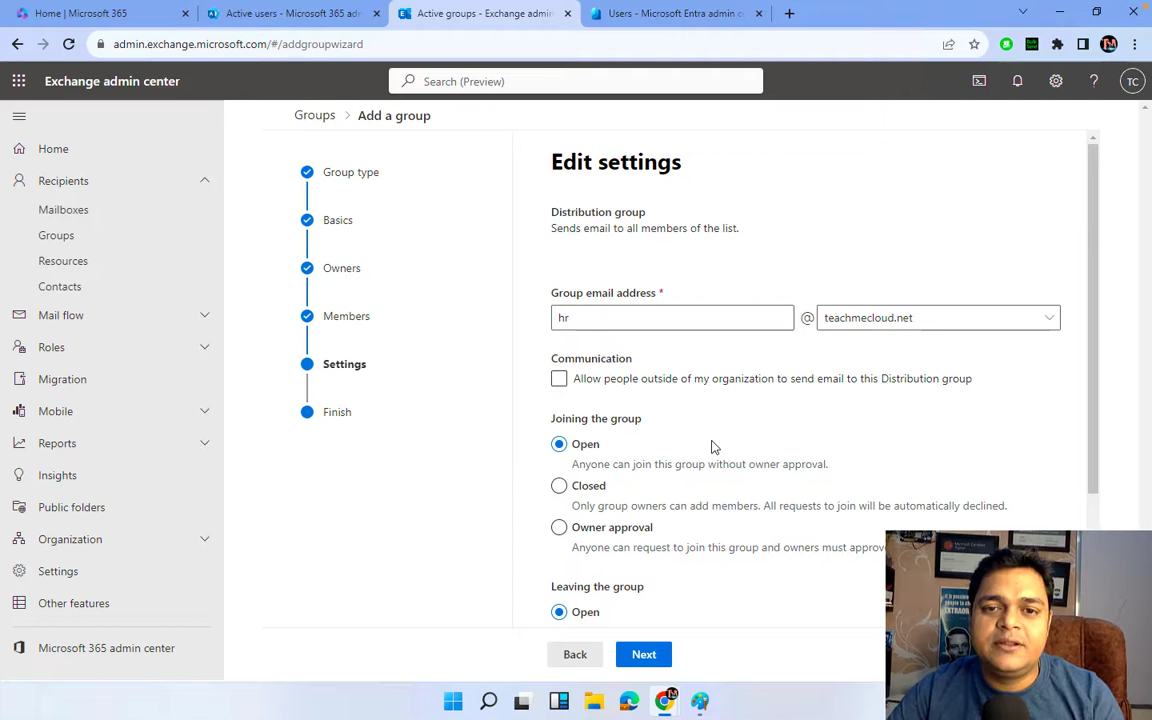 Home | Microsoft 365
Active users - Microsoft 365 ad
Active groups - Exchange admin
Users - Microsoft Entra admin c
admin.exchange.microsoft.com/#/addgroupwizard
Exchange admin center
Search (Preview)
TC
Groups > Add a group
Home
Recipients
Mailboxes
Groups
Resources
Contacts
Mail flow
Roles
Migration
Mobile
Reports
Insights
Public folders
Organization
Settings
Other features
Microsoft 365 admin center
Group type
Basics
Owners
Members
Settings
Finish
Edit settings
Distribution group
Sends email to all members of the list.
Group email address *
hr @ teachmecloud.net
Communication
Allow people outside of my organization to send email to this Distribution group
Joining the group
Open
Anyone can join this group without owner approval.
Closed
Only group owners can add members. All requests to join will be automatically declined.
Owner approval
Anyone can request to join this group and owners must approve
Leaving the group
Open
Back
Next